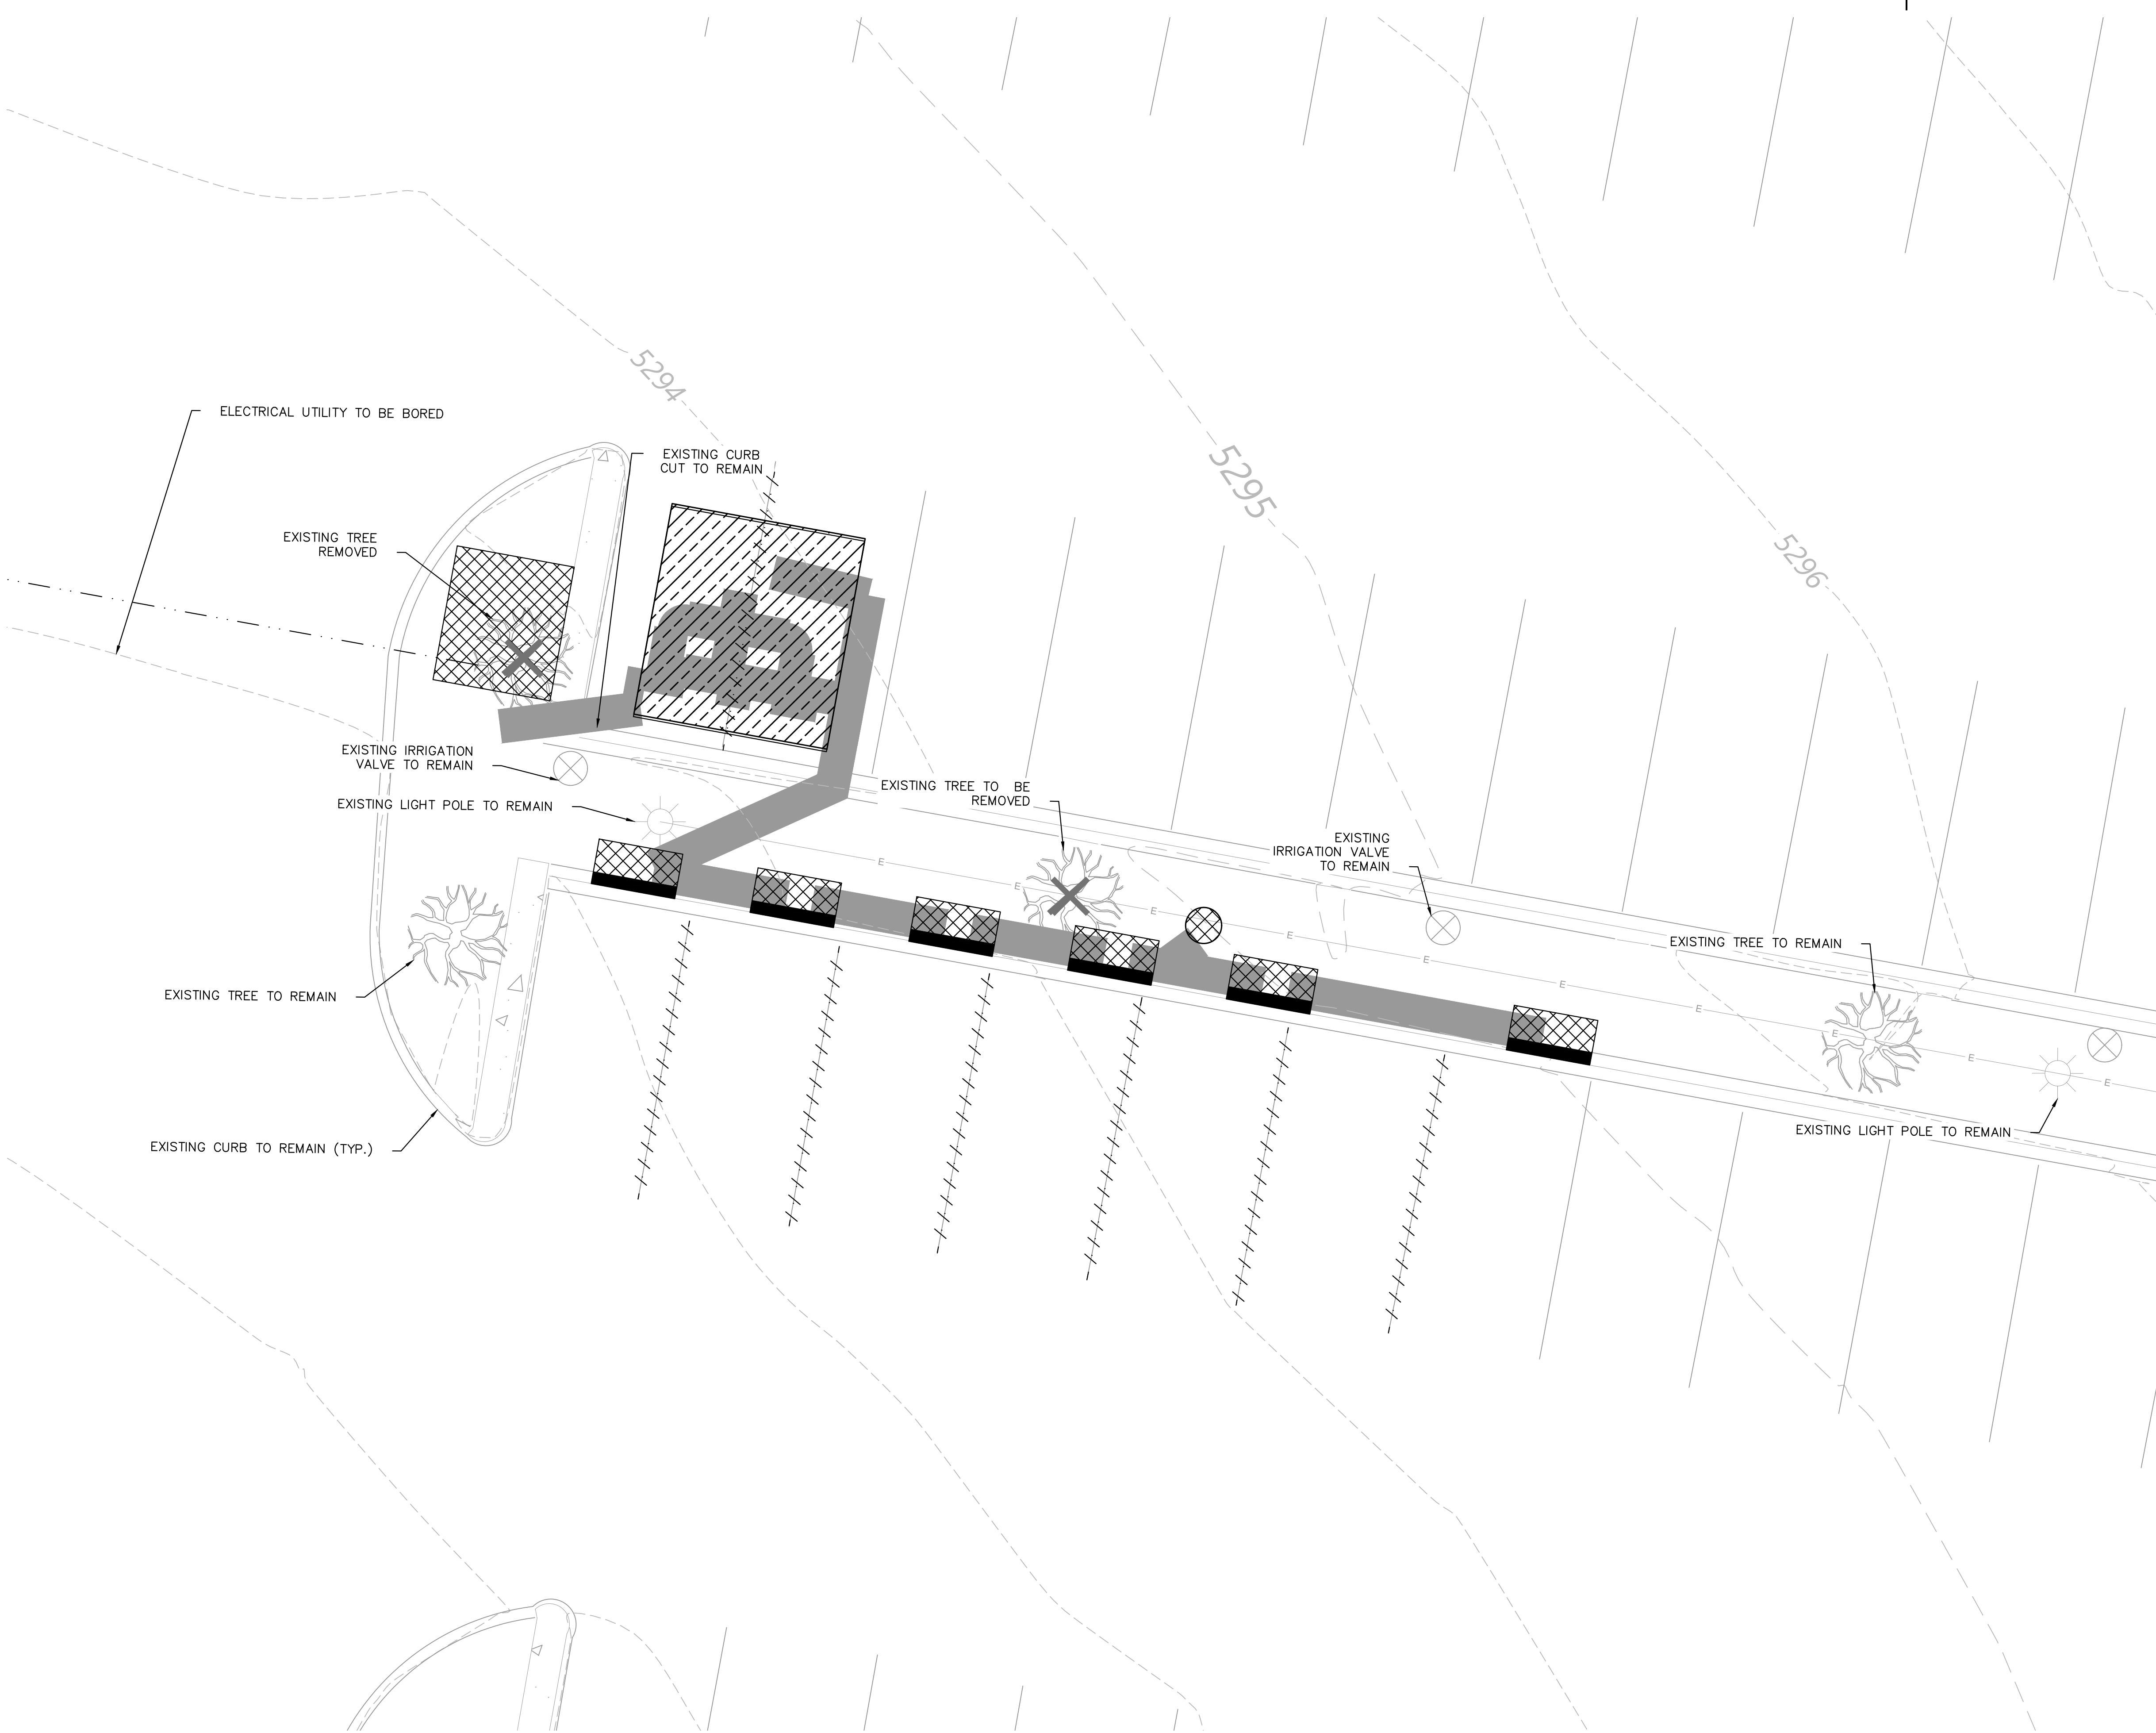 5294
5295
5296
ELECTRICAL UTILITY TO BE BORED
EXISTING CURB
CUT TO REMAIN
EXISTING TREE
REMOVED
EXISTING IRRIGATION
VALVE TO REMAIN
EXISTING LIGHT POLE TO REMAIN
EXISTING TREE TO BE
REMOVED
EXISTING
IRRIGATION VALVE
TO REMAIN
E
E
E
E
E
E
E
E
E
E
EXISTING TREE TO REMAIN
EXISTING TREE TO REMAIN
EXISTING LIGHT POLE TO REMAIN
EXISTING CURB TO REMAIN (TYP.)